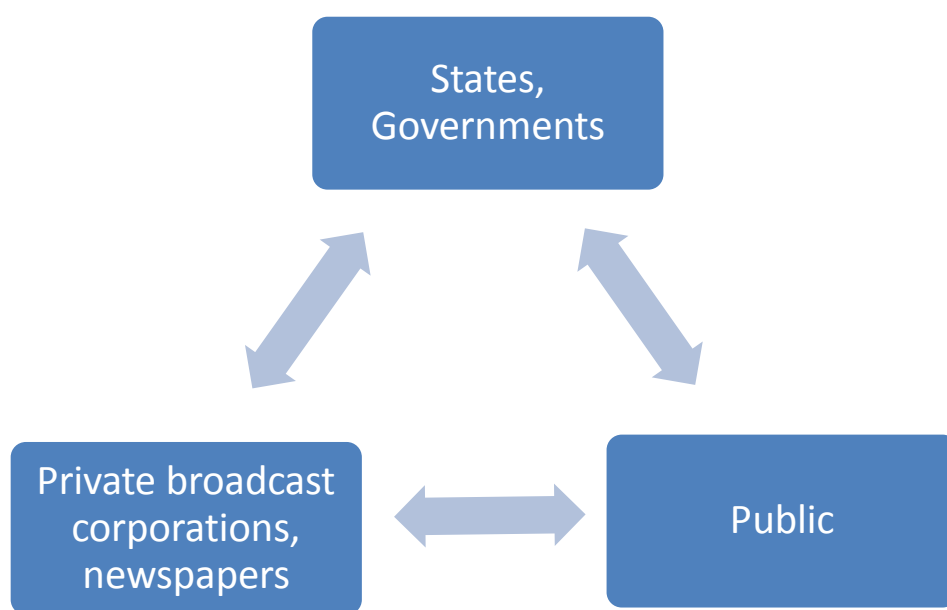 States,
Governments
Private broadcast
corporations,
newspapers
Public